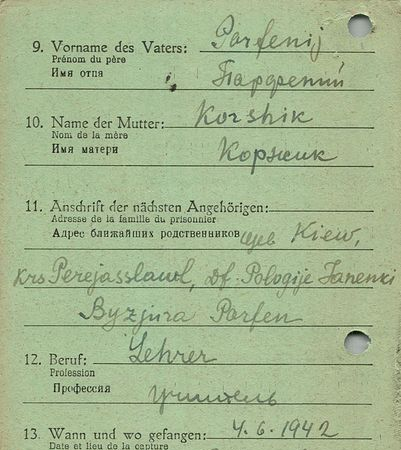 9. Vorname des Vaters: Parfenij
Prénom du père
Имя отца Парфений
10. Name der Mutter: Korshik
Nom de la mère
Имя матери Коржик
11. Anschrift der nächsten Angehörigen:
Adresse de la famille du prisonnier
Адрес ближайших родственников Kiew,
Krs Perejasslawl, Df. Pologije Janenki
Byzjura Parfen
12. Beruf: Lehrer
Profession
Профессия учитель
13. Wann und wo gefangen: 4.6.1942
Date et lieu de la capture